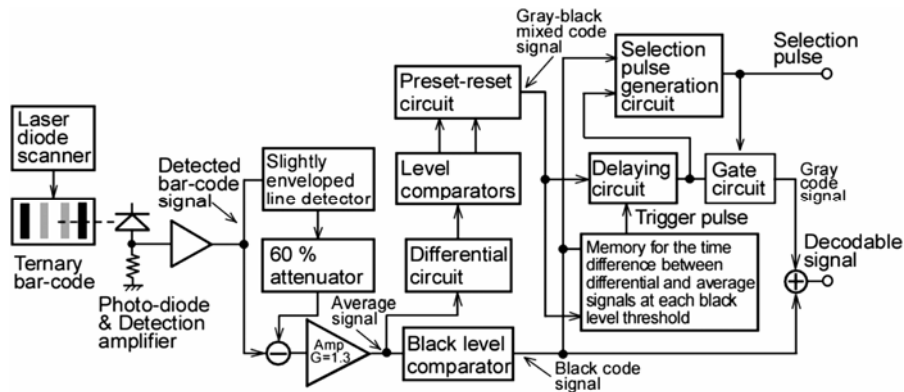 Gray-black
mixed code
signal
Selection
pulse
generation
circuit
Selection
pulse
Preset-reset
circuit
Laser
diode
scanner
Detected
bar-code
signal
Slightly
enveloped
line detector
Level
comparators
Delaying
circuit
Gate
circuit
Gray
code signal
Trigger pulse
Ternary
bar-code
60 %
attenuator
Differential
circuit
Memory for the time
difference between
differential and average
signals at each black
level threshold
Decodable
signal
Photo-diode
& Detection
amplifier
Average
signal
Amp
G=1.3
Black level
comparator
Black code
signal